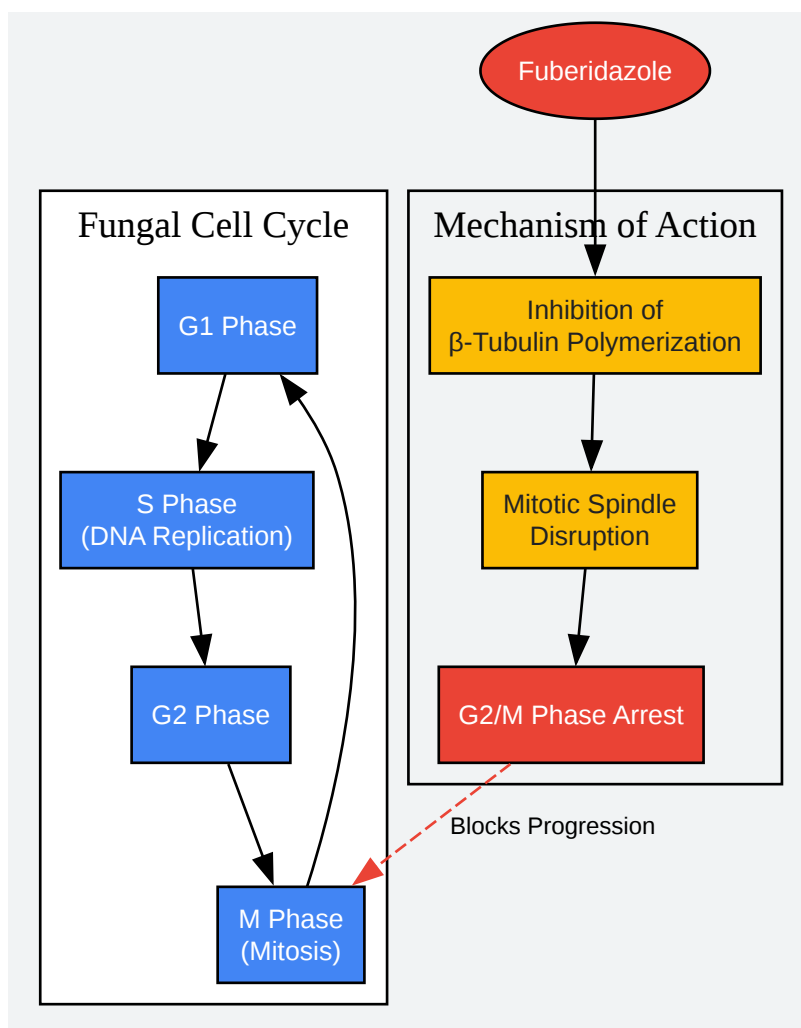 Fuberidazole
Fungal Cell Cycle
G1 Phase
S Phase
(DNA Replication)
G2 Phase
M Phase
(Mitosis)
Mechanism of Action
Inhibition of
β-Tubulin Polymerization
Mitotic Spindle
Disruption
G2/M Phase Arrest
Blocks Progression